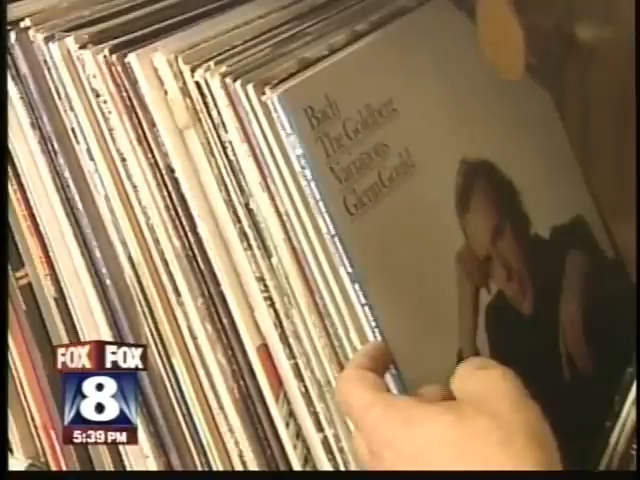 Bach
The Goldberg
Variations
Glenn Gould
FOX FOX
8
5:39 PM